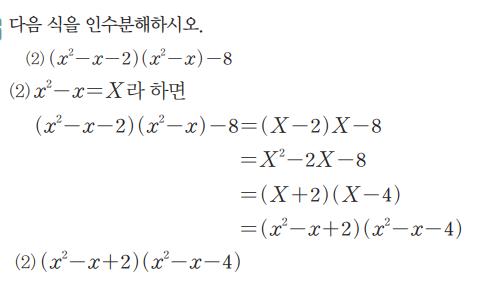 다음 식을 인수분해하시오.
(2) (x²−x−2)(x²−x)−8
(2) x²−x=X라 하면
(x²−x−2)(x²−x)−8=(X−2)X−8
=X²−2X−8
=(X+2)(X−4)
=(x²−x+2)(x²−x−4)
(2) (x²−x+2)(x²−x−4)